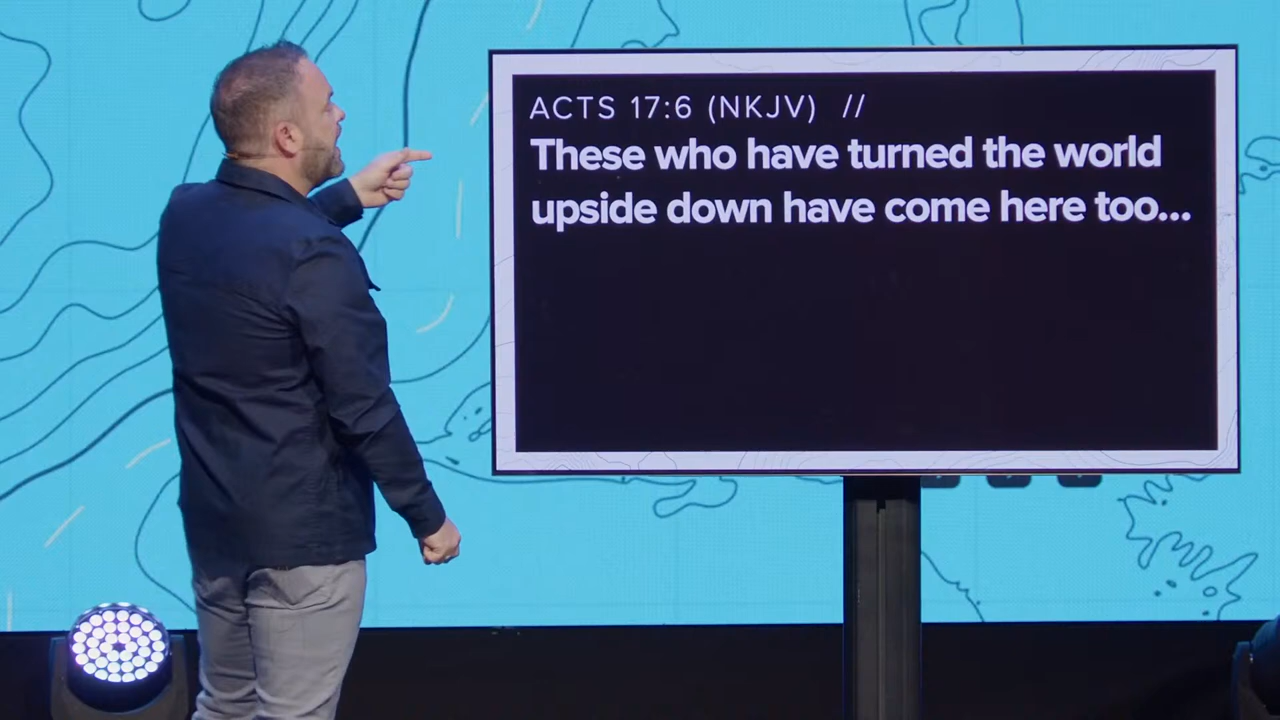 ACTS 17:6 (NKJV) //
These who have turned the world
upside down have come here too...